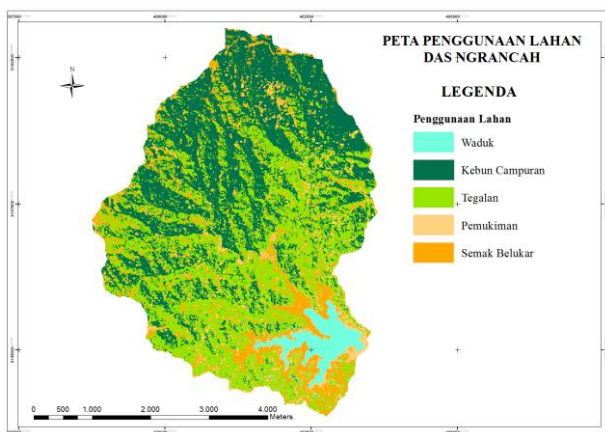 PETA PENGGUNAAN LAHAN
DAS NGRANCAH
N
LEGENDA
Penggunaan Lahan
Waduk
Kebun Campuran
Tegalan
Pemukiman
Semak Belukar
0 500 1.000 2.000 3.000 4.000
Meters